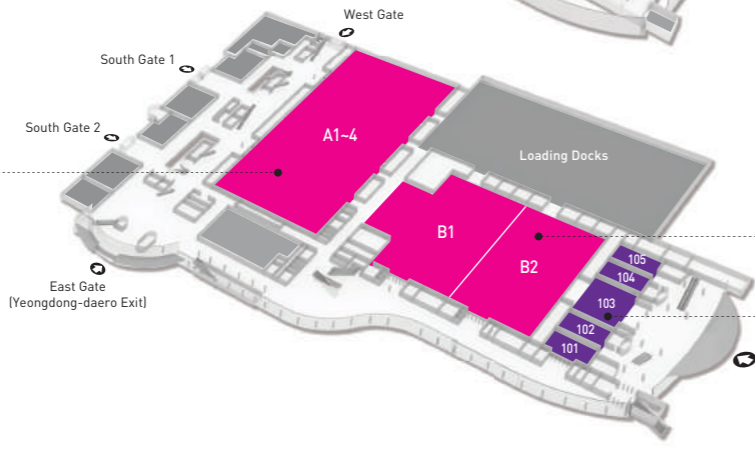 West Gate
South Gate 1
South Gate 2
A1~4
Loading Docks
B1
B2
105
104
103
102
101
East Gate
(Yeongdong-daero Exit)